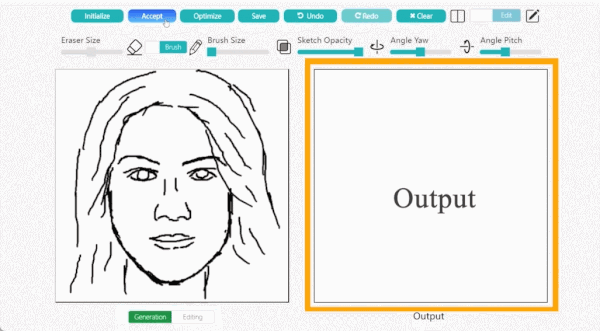 Initialize Accept Optimize Save Undo Redo Clear Edit
Eraser Size Brush Brush Size Sketch Opacity Angle Yaw Angle Pitch
Output
Generation Editing
Output